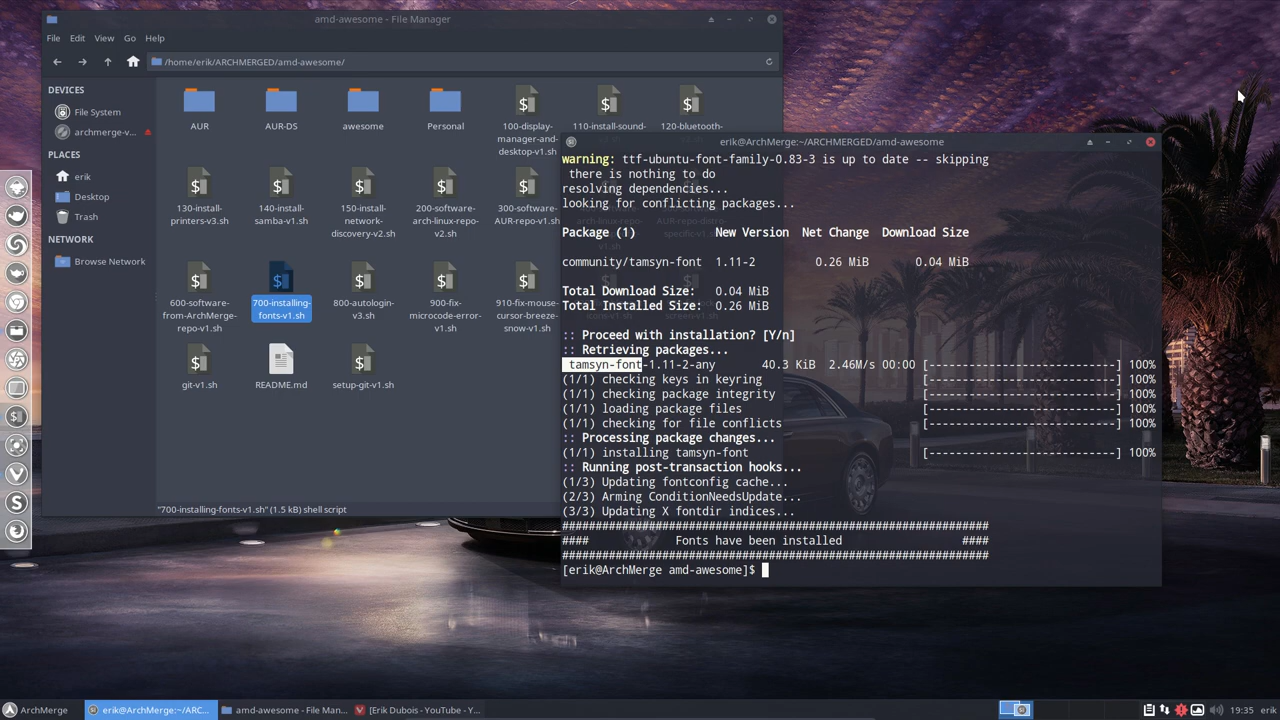 amd-awesome - File Manager
File Edit View Go Help
/home/erik/ARCHMERGED/amd-awesome/
DEVICES
File System
archmerge-v...
PLACES
erik
Desktop
Trash
NETWORK
Browse Network
AUR
AUR-DS
awesome
Personal
100-display-
manager-and-
desktop-v1.sh
110-install-sound-
120-bluetooth-
130-install-
printers-v3.sh
140-install-
samba-v1.sh
150-install-
network-
discovery-v2.sh
200-software-
arch-linux-repo-
v2.sh
300-software-
AUR-repo-v1.sh
600-software-
from-ArchMerge-
repo-v1.sh
700-installing-
fonts-v1.sh
800-autologin-
v3.sh
900-fix-
microcode-error-
v1.sh
910-fix-mouse-
cursor-breeze-
snow-v1.sh
git-v1.sh
README.md
setup-git-v1.sh
"700-installing-fonts-v1.sh" (1.5 kB) shell script
erik@ArchMerge:~/ARCHMERGED/amd-awesome
warning: ttf-ubuntu-font-family-0.83-3 is up to date -- skipping
there is nothing to do
resolving dependencies...
looking for conflicting packages...
Package (1) New Version Net Change Download Size
community/tamsyn-font 1.11-2 0.26 MiB 0.04 MiB
Total Download Size: 0.04 MiB
Total Installed Size: 0.26 MiB
:: Proceed with installation? [Y/n]
:: Retrieving packages...
tamsyn-font-1.11-2-any 40.3 KiB 2.46M/s 00:00 [----------------------] 100%
(1/1) checking keys in keyring [----------------------] 100%
(1/1) checking package integrity [----------------------] 100%
(1/1) loading package files [----------------------] 100%
(1/1) checking for file conflicts [----------------------] 100%
:: Processing package changes...
(1/1) installing tamsyn-font [----------------------] 100%
:: Running post-transaction hooks...
(1/3) Updating fontconfig cache...
(2/3) Arming ConditionNeedsUpdate...
(3/3) Updating X fontdir indices...
################################################################
#### Fonts have been installed ####
################################################################
[erik@ArchMerge amd-awesome]$
ArchMerge
erik@ArchMerge:~/ARC...
amd-awesome - File Man...
[Erik Dubois - YouTube - Y...
19:35 erik